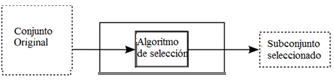 Conjunto
Original
Algoritmo
de selección
Subconjunto
seleccionado